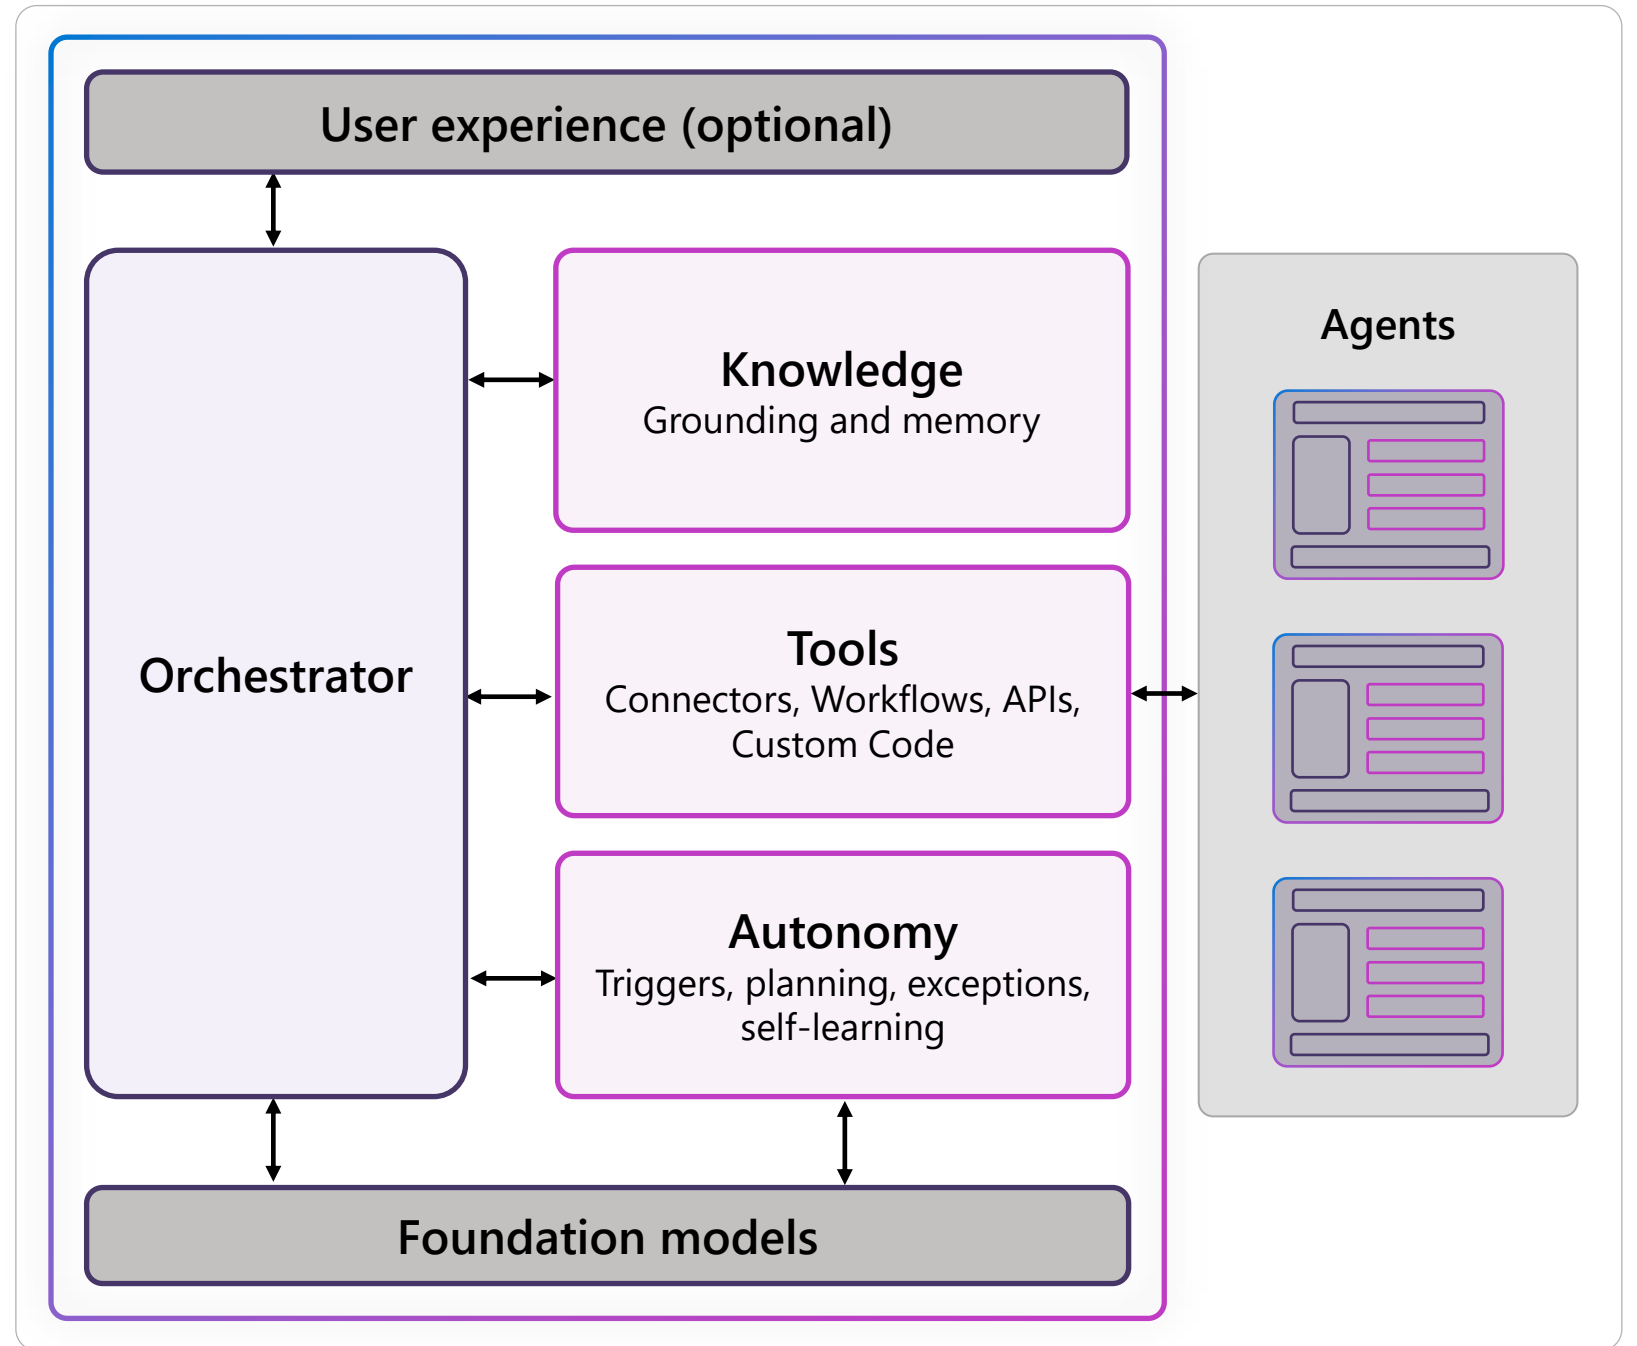 User experience (optional)
Orchestrator
Knowledge
Grounding and memory
Tools
Connectors, Workflows, APIs,
Custom Code
Autonomy
Triggers, planning, exceptions,
self-learning
Foundation models
Agents